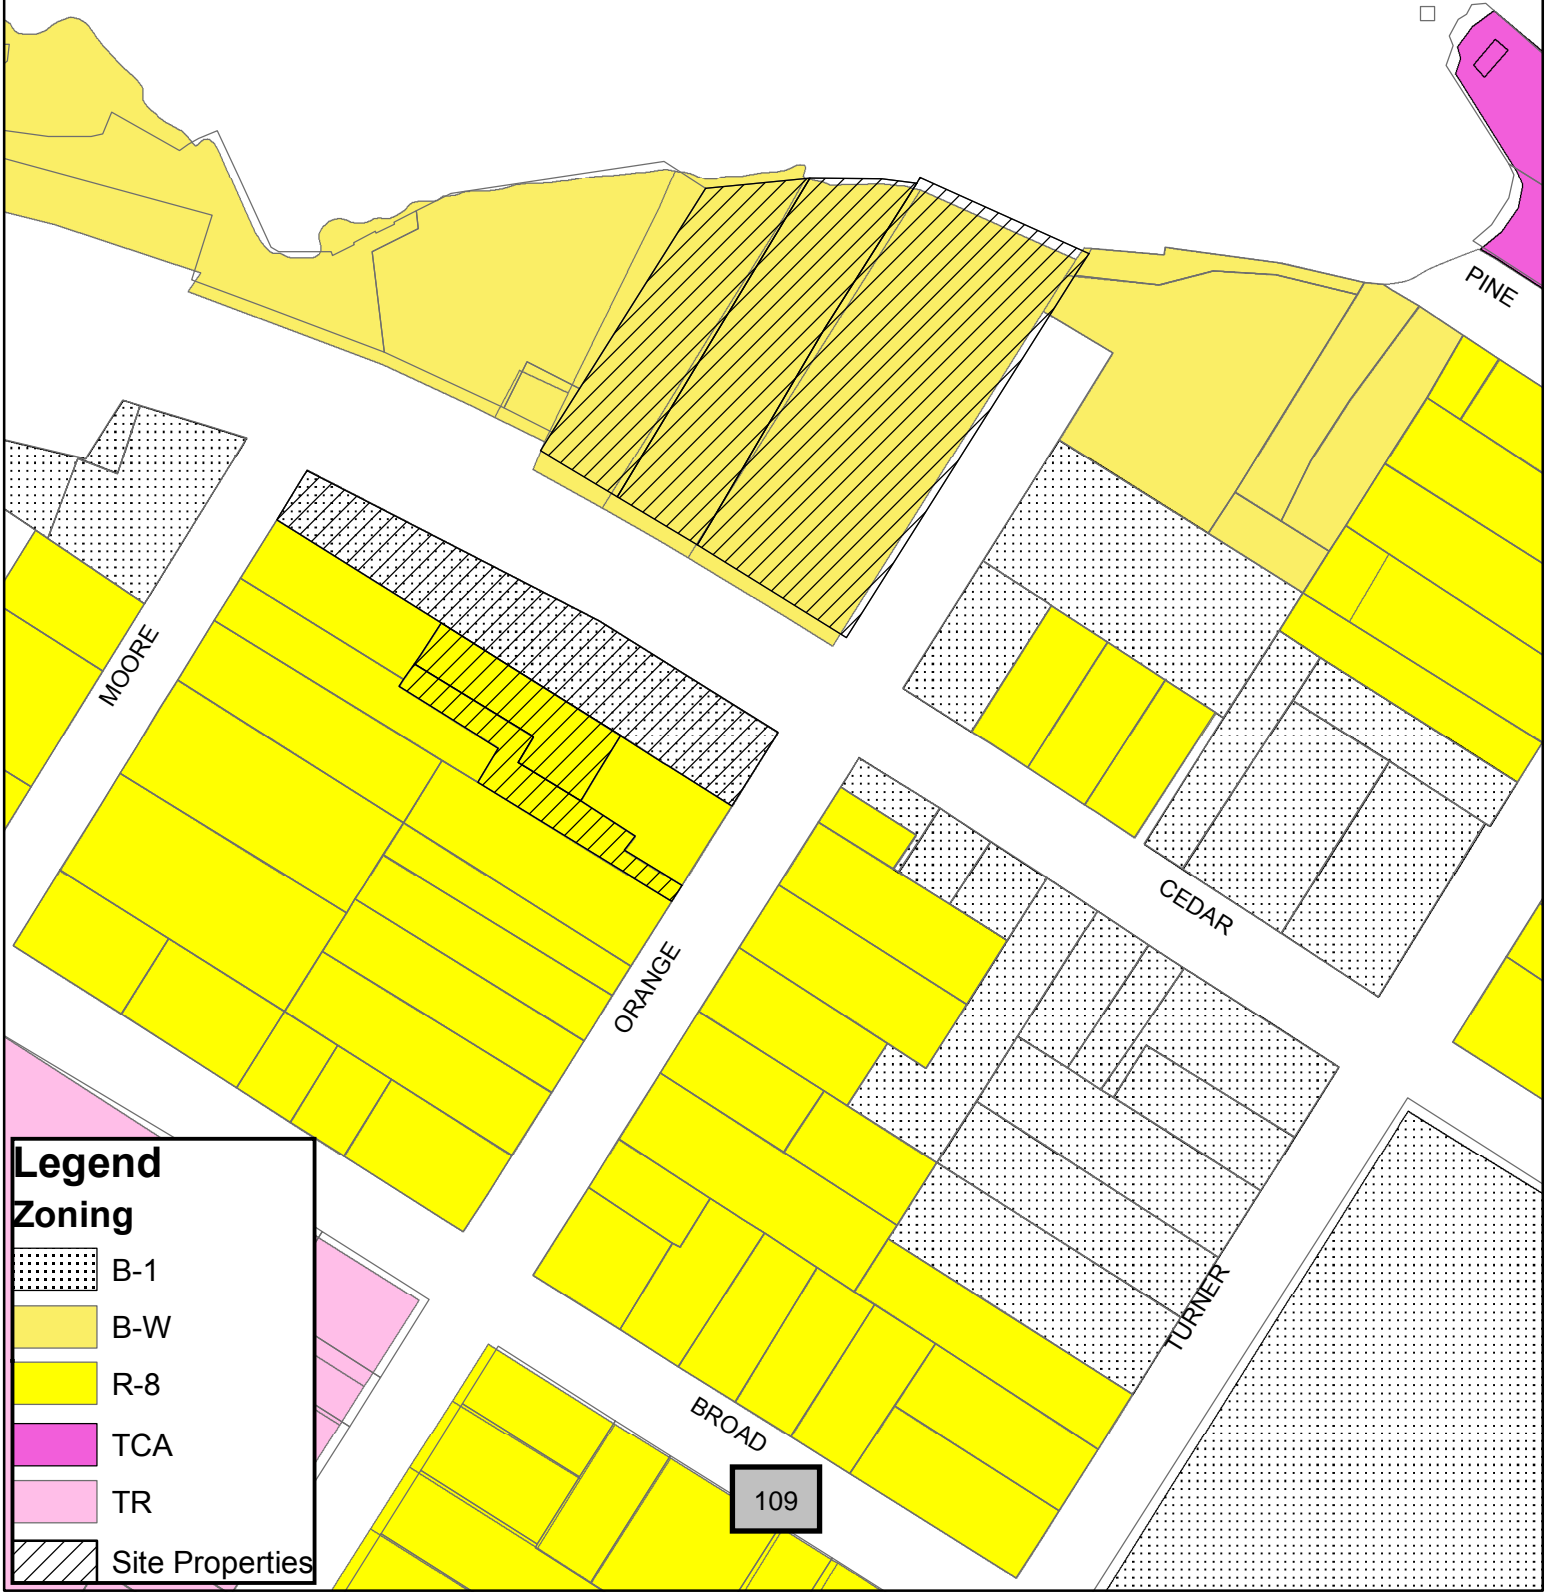 PINE
MOORE
CEDAR
ORANGE
TURNER
BROAD
109
Legend
Zoning
B-1
B-W
R-8
TCA
TR
Site Properties